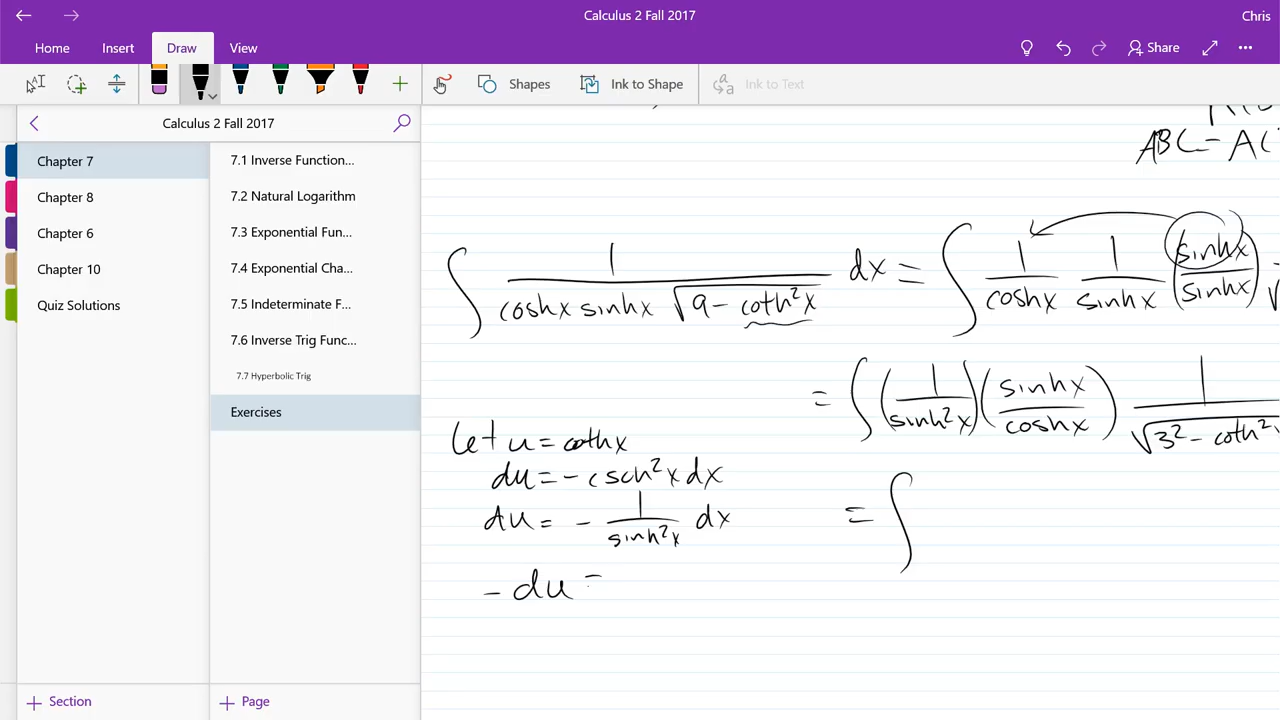 Calculus 2 Fall 2017
Chris
Home Insert Draw View
Share
Shapes Ink to Shape Ink to Text
Calculus 2 Fall 2017
Chapter 7
Chapter 8
Chapter 6
Chapter 10
Quiz Solutions
7.1 Inverse Function...
7.2 Natural Logarithm
7.3 Exponential Fun...
7.4 Exponential Cha...
7.5 Indeterminate F...
7.6 Inverse Trig Func...
7.7 Hyperbolic Trig
Exercises
+ Section
+ Page
ABC = AC
∫ 1/(coshx sinhx √(9 - coth²x)) dx = ∫ 1/coshx 1/sinhx (sinhx/sinhx)
= ∫ (1/sinh²x) (sinhx/coshx) 1/√(3² - coth²x
let u = cothx
du = -csch²x dx
du = - 1/sinh²x dx
= ∫
- du =